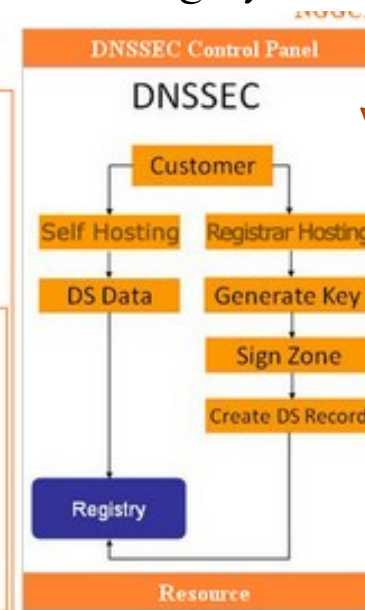 DNSSEC Control Panel
DNSSEC
Customer
Self Hosting
Registrar Hosting
DS Data
Generate Key
Sign Zone
Create DS Record
Registry
Resource